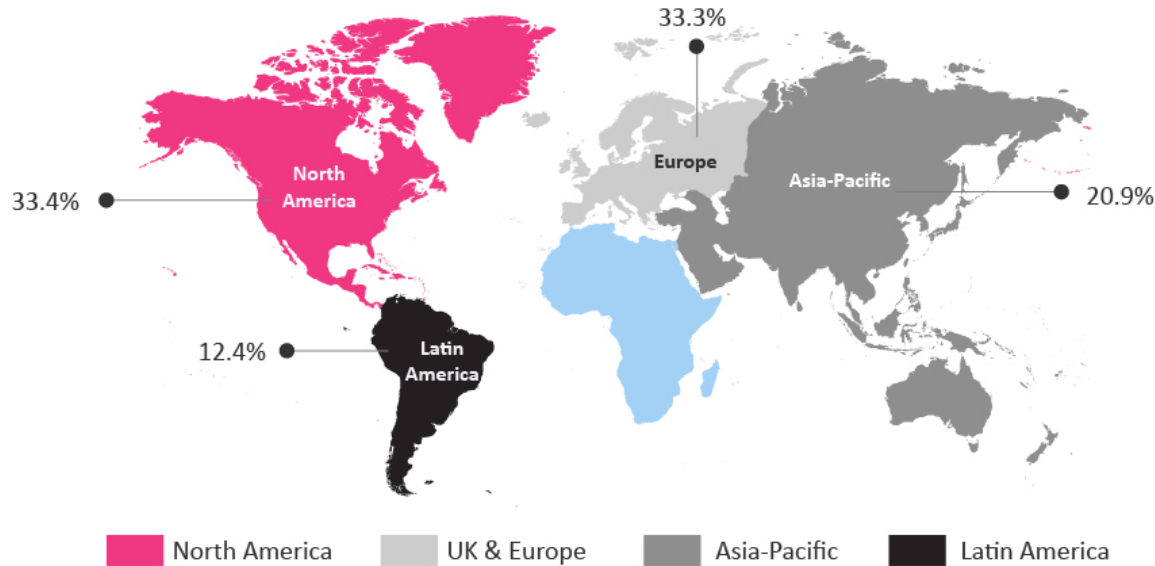 33.3%
Europe
North
America
Asia-Pacific
33.4%
20.9%
12.4%
Latin
America
North America
UK & Europe
Asia-Pacific
Latin America